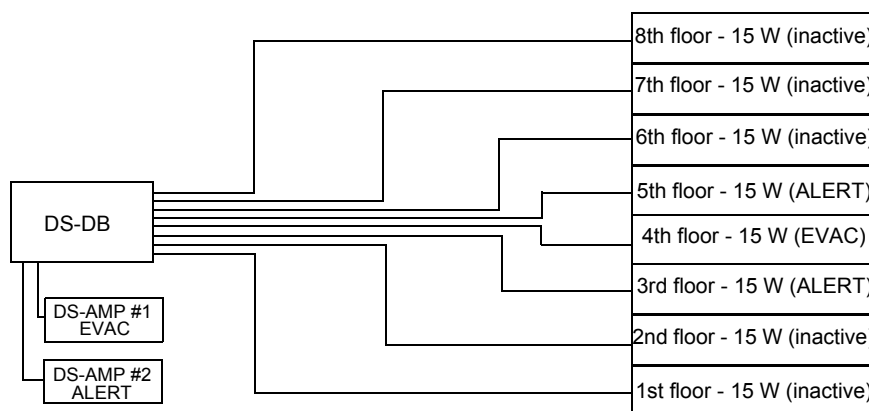 8th floor - 15 W (inactive)
7th floor - 15 W (inactive)
6th floor - 15 W (inactive)
5th floor - 15 W (ALERT)
4th floor - 15 W (EVAC)
3rd floor - 15 W (ALERT)
2nd floor - 15 W (inactive)
1st floor - 15 W (inactive)
DS-DB
DS-AMP #1
EVAC
DS-AMP #2
ALERT